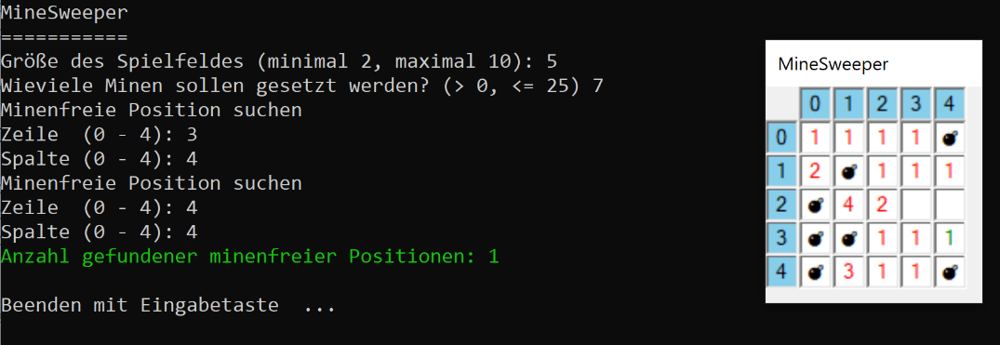 MineSweeper
===========
Größe des Spielfeldes (minimal 2, maximal 10): 5
Wieviele Minen sollen gesetzt werden? (> 0, <= 25) 7
Minenfreie Position suchen
Zeile  (0 - 4): 3
Spalte (0 - 4): 4
Minenfreie Position suchen
Zeile  (0 - 4): 4
Spalte (0 - 4): 4
Anzahl gefundener minenfreier Positionen: 1
Beenden mit Eingabetaste  ...
MineSweeper
0 1 2 3 4
0 1 1 1 1
1 2 1 1 1
2 4 2
3 1 1 1
4 3 1 1